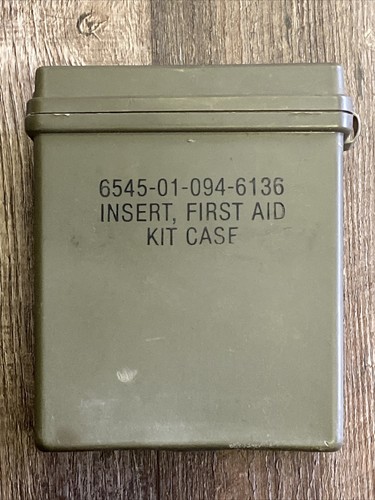 6545-01-094-6136
INSERT, FIRST AID
KIT CASE